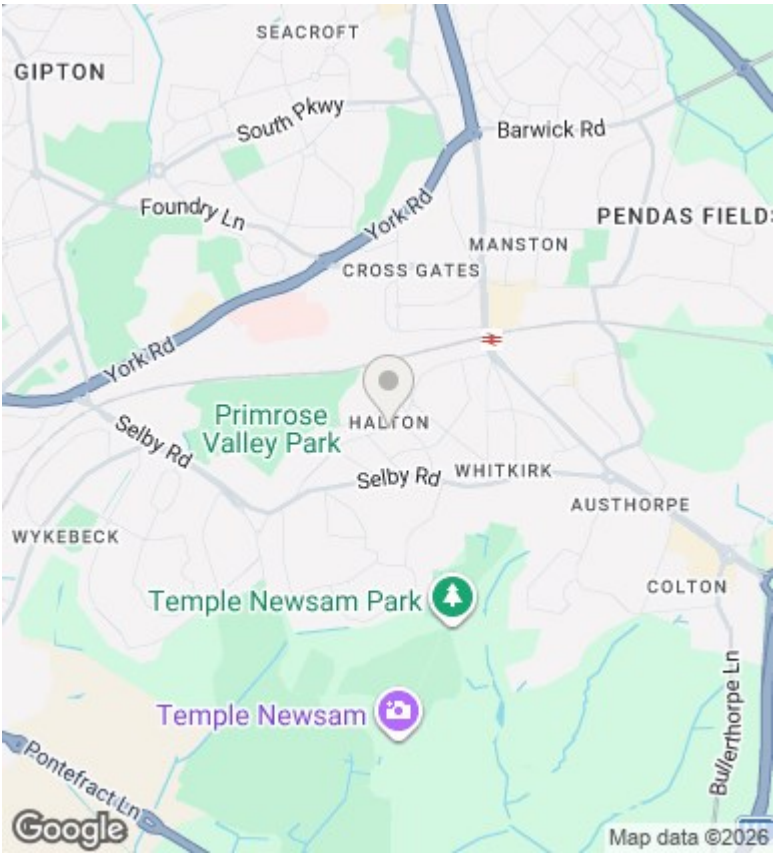 SEACROFT
GIPTON
South Pkwy
Barwick Rd
Foundry Ln
York Rd
PENDAS FIELDS
MANSTON
CROSS GATES
York Rd
Primrose
Valley Park
HALTON
Selby Rd
Selby Rd
WHITKIRK
AUSTHORPE
WYKEBECK
Temple Newsam Park
COLTON
Temple Newsam
Bullerthorpe Ln
Pontefract Ln
Google
Map data ©2026